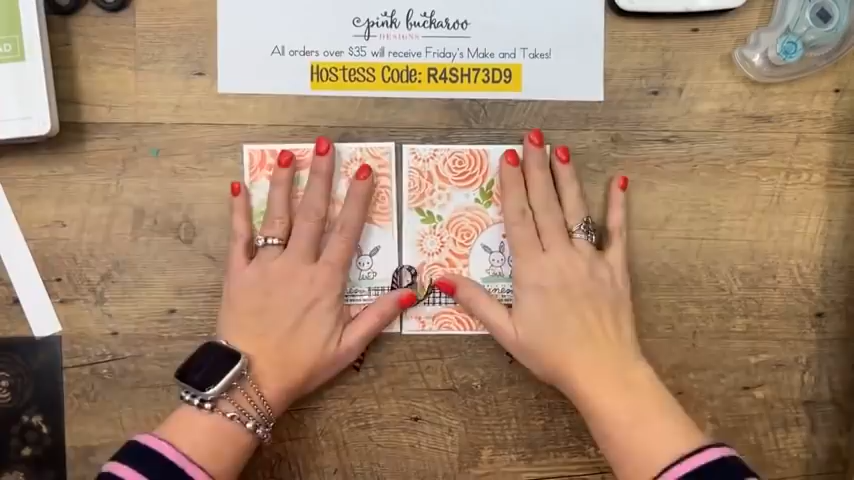 pink buckaroo
DESIGNS
All orders over $35 will receive Friday's Make and Takes!
Hostess Code: R4SH73D9